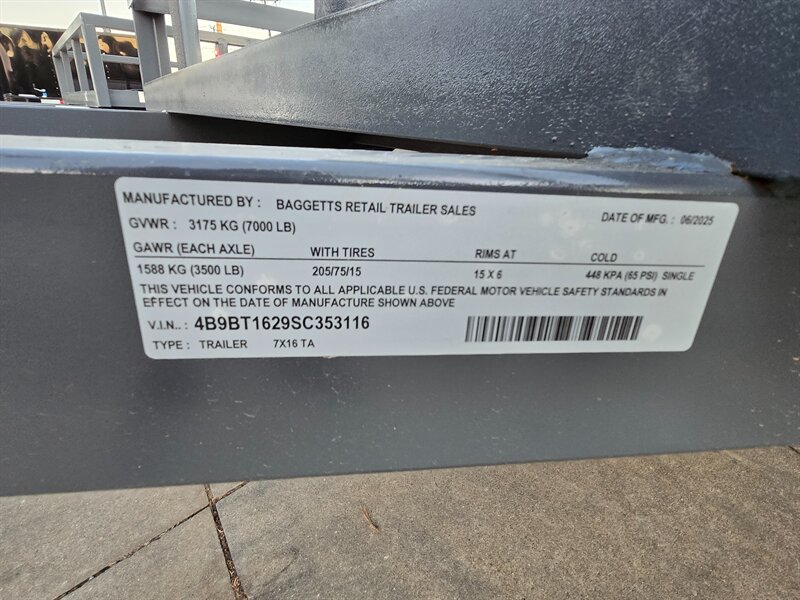 MANUFACTURED BY : BAGGETTS RETAIL TRAILER SALES
GVWR : 3175 KG (7000 LB) DATE OF MFG. : 06/2025
GAWR (EACH AXLE) WITH TIRES RIMS AT COLD
1588 KG (3500 LB) 205/75/15 15 X 6 448 KPA (65 PSI) SINGLE
THIS VEHICLE CONFORMS TO ALL APPLICABLE U.S. FEDERAL MOTOR VEHICLE SAFETY STANDARDS IN
EFFECT ON THE DATE OF MANUFACTURE SHOWN ABOVE
V.I.N.. : 4B9BT1629SC353116
TYPE : TRAILER 7X16 TA